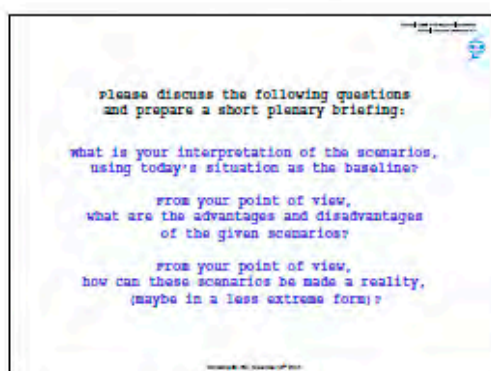 Please discuss the following questions
and prepare a short plenary briefing:
What is your interpretation of the scenarios,
using today's situation as the baseline?
From your point of view,
what are the advantages and disadvantages
of the given scenarios?
From your point of view,
how can these scenarios be made a reality,
(maybe in a less extreme form)?